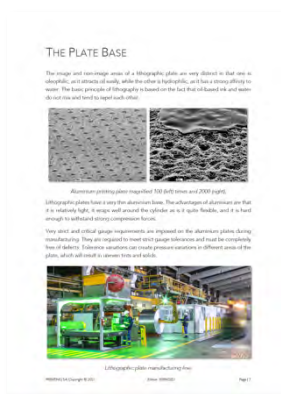 THE PLATE BASE
The image and non-image areas of a lithographic plate are very distinct in that one is
oleophilic, as it attracts oil easily, while the other is hydrophilic, as it has a strong affinity to
water. The basic principle of lithography is based on the fact that oil-based ink and water
do not mix and tend to repel each other.
Aluminium printing plate magnified 100 (left) times and 2000 (right).
Lithographic plates have a very thin aluminium base. The advantages of aluminium are that
it is relatively light, it wraps well around the cylinder as is it quite flexible, and it is hard
enough to withstand strong compression forces.
Very strict and critical gauge requirements are imposed on the aluminium plates during
manufacturing. They are required to meet strict gauge tolerances and must be completely
free of defects. Tolerance variations can create pressure variations in different areas of the
plate, which will result in uneven tints and solids.
Lithographic plate manufacturing line.
Copyright ©
Page | 7